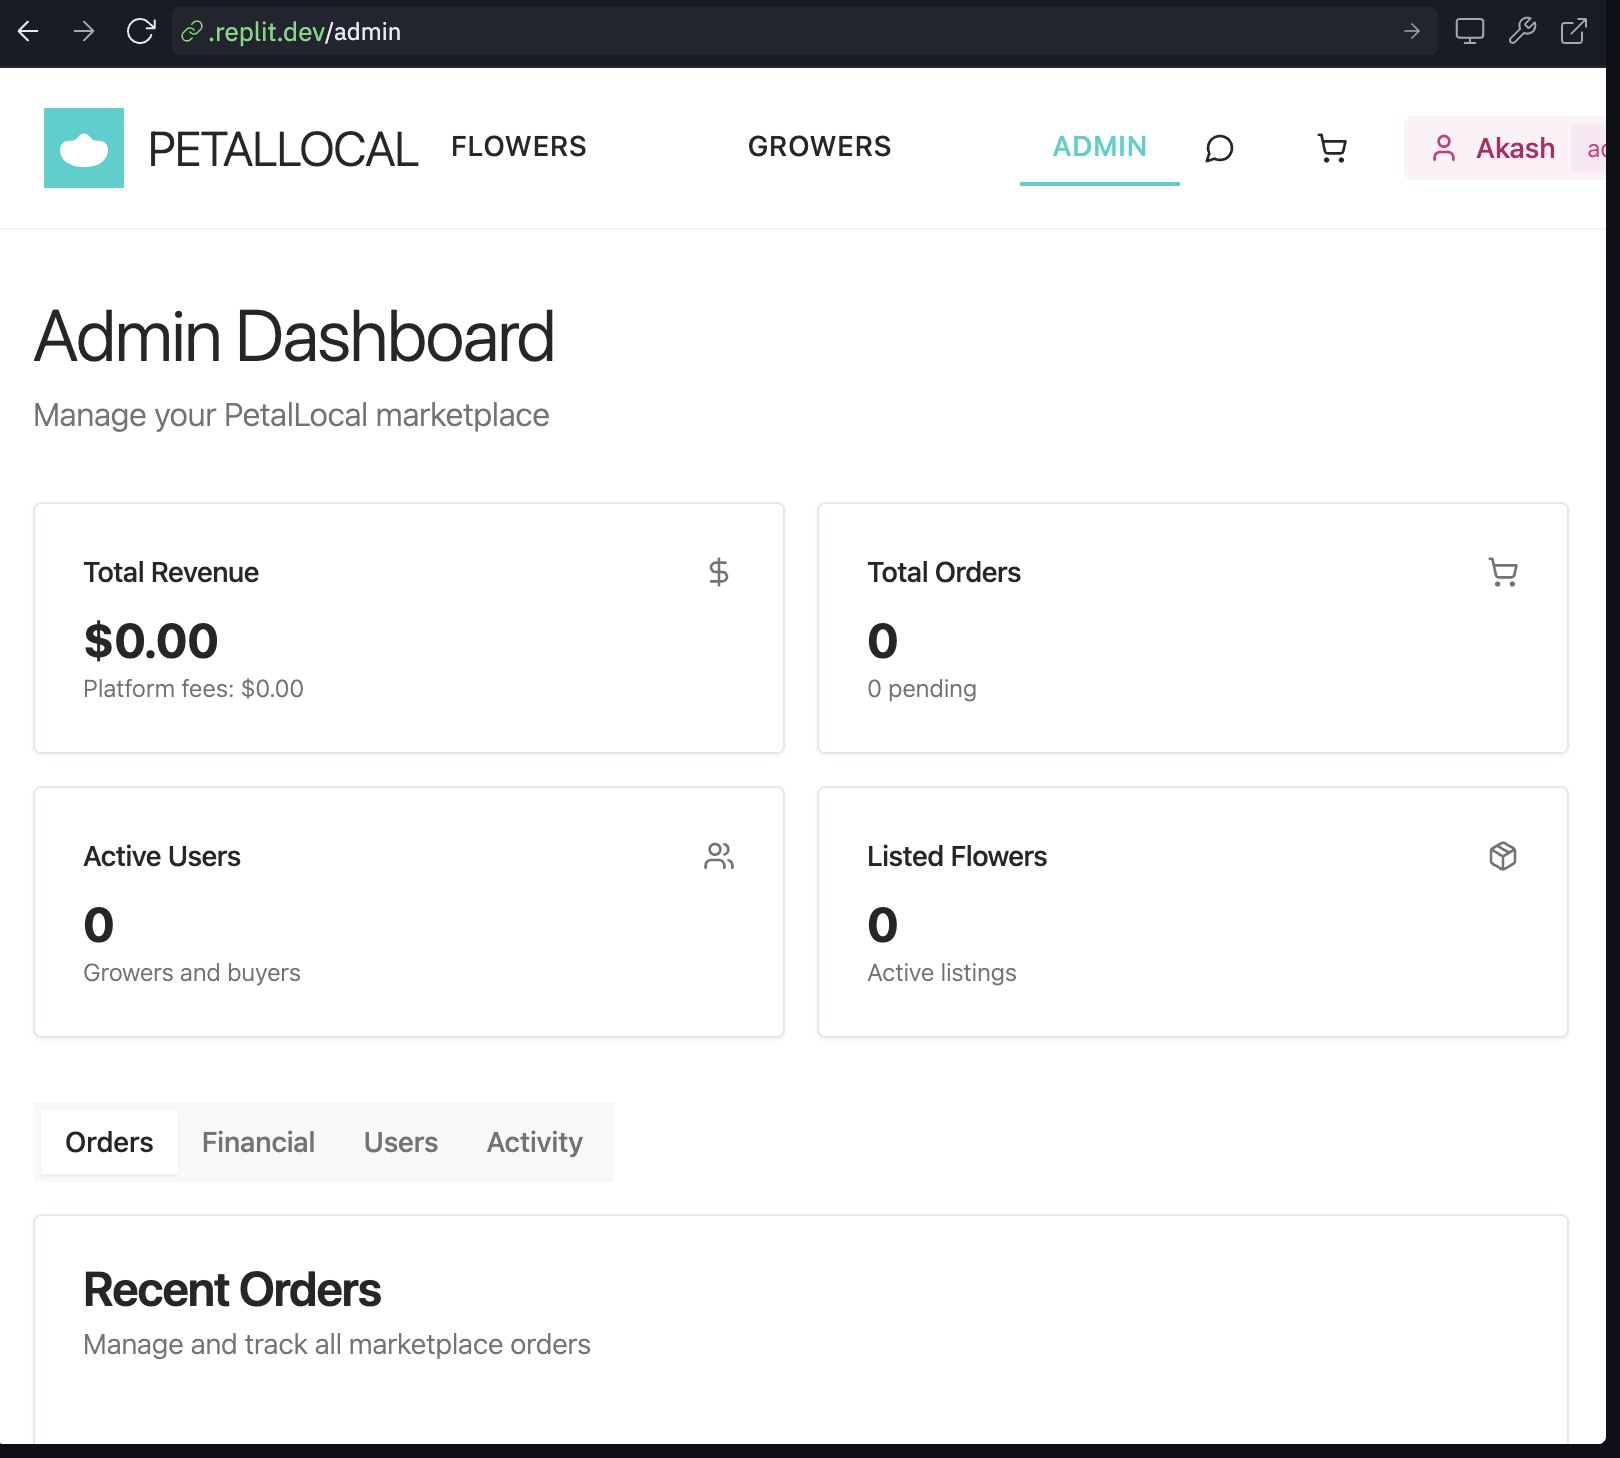 .replit.dev/admin
PETALLOCAL FLOWERS GROWERS ADMIN Akash
Admin Dashboard
Manage your PetalLocal marketplace
Total Revenue
$0.00
Platform fees: $0.00
Total Orders
0
0 pending
Active Users
0
Growers and buyers
Listed Flowers
0
Active listings
Orders Financial Users Activity
Recent Orders
Manage and track all marketplace orders